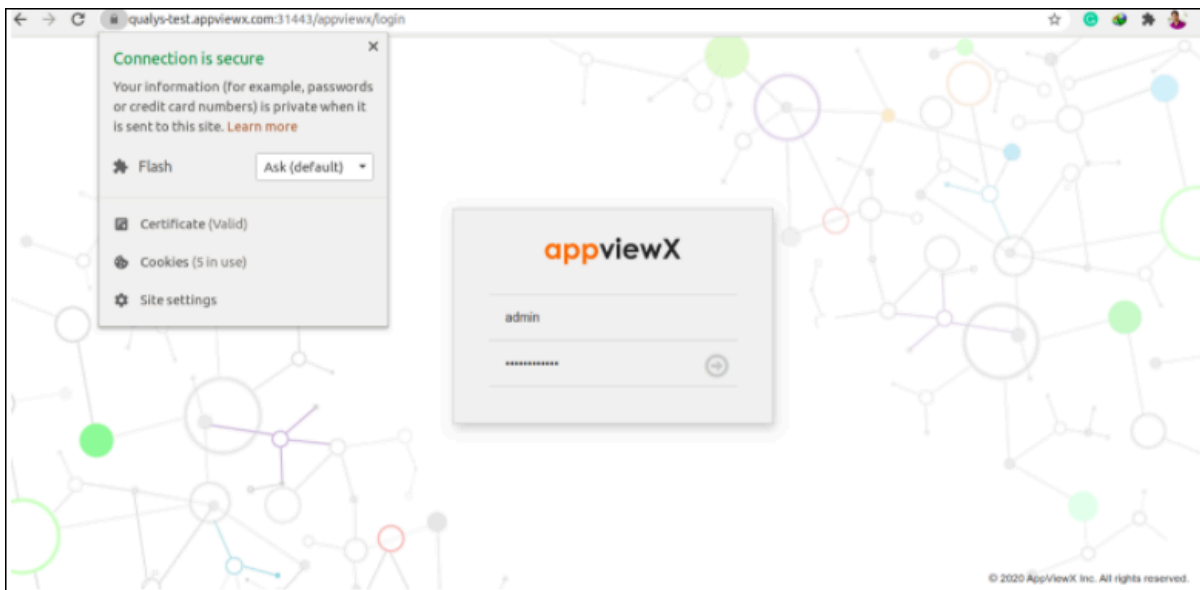 qualys-test.appviewx.com:31443/appviewx/login
Connection is secure
Your information (for example, passwords
or credit card numbers) is private when it
is sent to this site. Learn more
Flash Ask (default)
Certificate (Valid)
Cookies (5 in use)
Site settings
appviewX
admin
••••••••••••
© 2020 AppViewX Inc. All rights reserved.